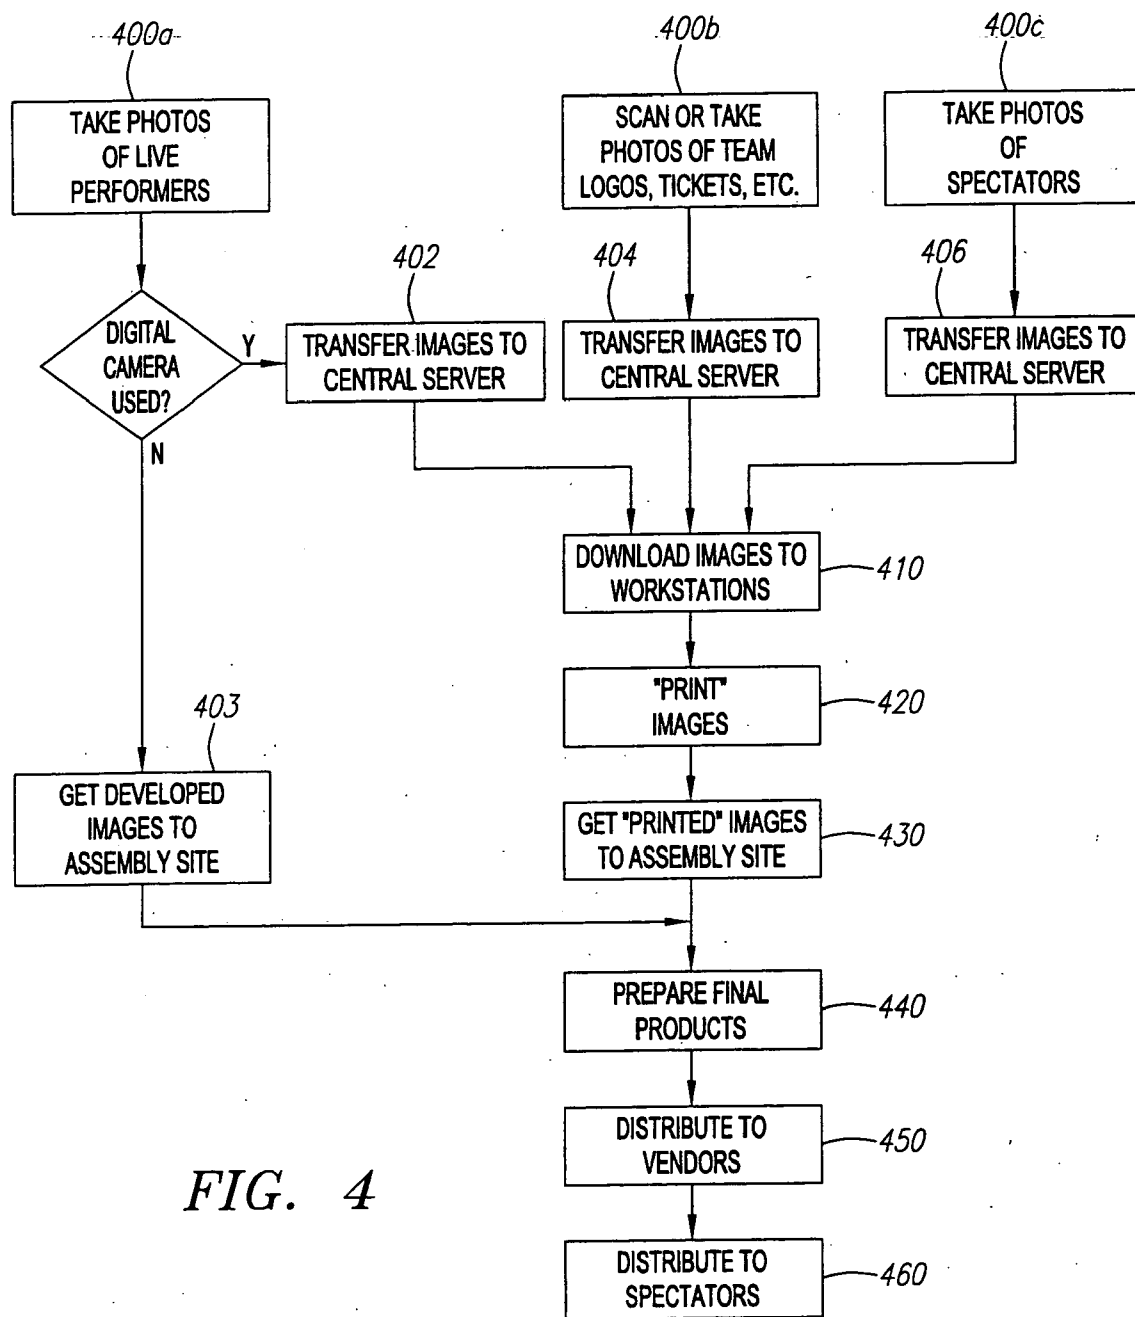 400a
400b
400c
TAKE PHOTOS
OF LIVE
PERFORMERS
SCAN OR TAKE
PHOTOS OF TEAM
LOGOS, TICKETS, ETC.
TAKE PHOTOS
OF
SPECTATORS
402
404
406
DIGITAL
CAMERA
USED?
Y
N
TRANSFER IMAGES TO
CENTRAL SERVER
TRANSFER IMAGES TO
CENTRAL SERVER
TRANSFER IMAGES TO
CENTRAL SERVER
DOWNLOAD IMAGES TO
WORKSTATIONS
410
"PRINT"
IMAGES
420
403
GET DEVELOPED
IMAGES TO
ASSEMBLY SITE
GET "PRINTED" IMAGES
TO ASSEMBLY SITE
430
PREPARE FINAL
PRODUCTS
440
DISTRIBUTE TO
VENDORS
450
FIG. 4
DISTRIBUTE TO
SPECTATORS
460